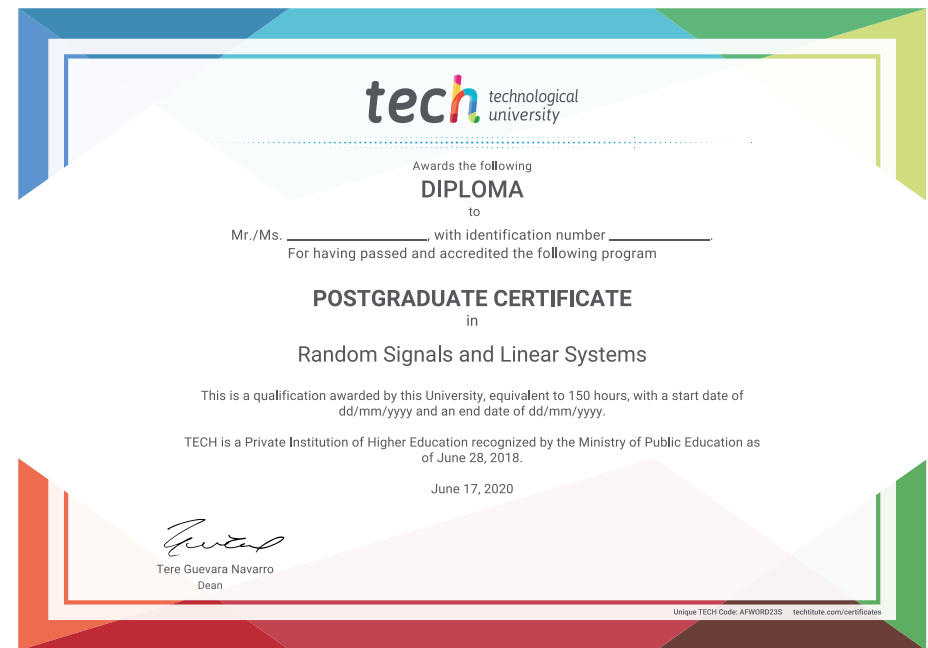 tech technological
university
Awards the following
DIPLOMA
to
Mr./Ms. ____________________, with identification number ______________.
For having passed and accredited the following program
POSTGRADUATE CERTIFICATE
in
Random Signals and Linear Systems
This is a qualification awarded by this University, equivalent to 150 hours, with a start date of
dd/mm/yyyy and an end date of dd/mm/yyyy.
TECH is a Private Institution of Higher Education recognized by the Ministry of Public Education as
of June 28, 2018.
June 17, 2020
Tere Guevara Navarro
Dean
Unique TECH Code: AFWORD23S techtitute.com/certificates